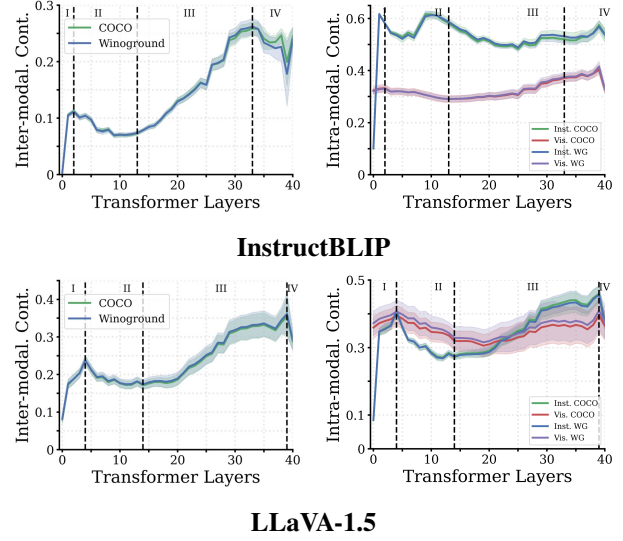 Inter-modal. Cont.
0.3
0.2
0.1
0
I II III IV
COCO
Winoground
0 10 20 30 40
Transformer Layers
Intra-modal. Cont.
0.6
0.4
0.2
0
I II III IV
Inst. COCO
Vis. COCO
Inst. WG
Vis. WG
0 10 20 30 40
Transformer Layers
InstructBLIP
Inter-modal. Cont.
0.4
0.3
0.2
0.1
0
I II III IV
COCO
Winoground
0 10 20 30 40
Transformer Layers
Intra-modal. Cont.
0.5
0.3
0.1
0
I II III IV
Inst. COCO
Vis. COCO
Inst. WG
Vis. WG
0 10 20 30 40
Transformer Layers
LLaVA-1.5